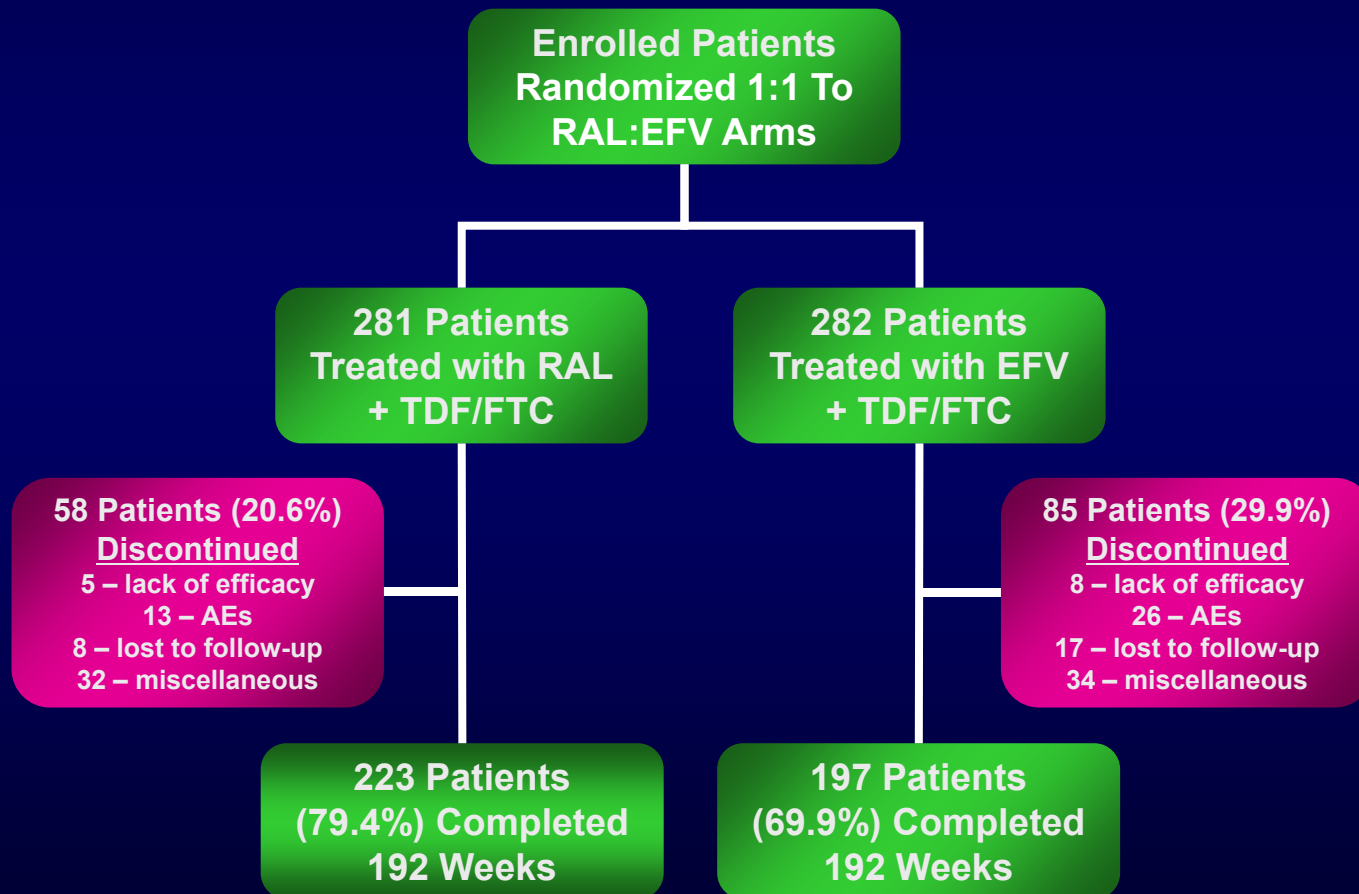 Enrolled Patients
Randomized 1:1 To
RAL:EFV Arms
281 Patients
Treated with RAL
+ TDF/FTC
282 Patients
Treated with EFV
+ TDF/FTC
58 Patients (20.6%)
Discontinued
5 – lack of efficacy
13 – AEs
8 – lost to follow-up
32 – miscellaneous
85 Patients (29.9%)
Discontinued
8 – lack of efficacy
26 – AEs
17 – lost to follow-up
34 – miscellaneous
223 Patients
(79.4%) Completed
192 Weeks
197 Patients
(69.9%) Completed
192 Weeks